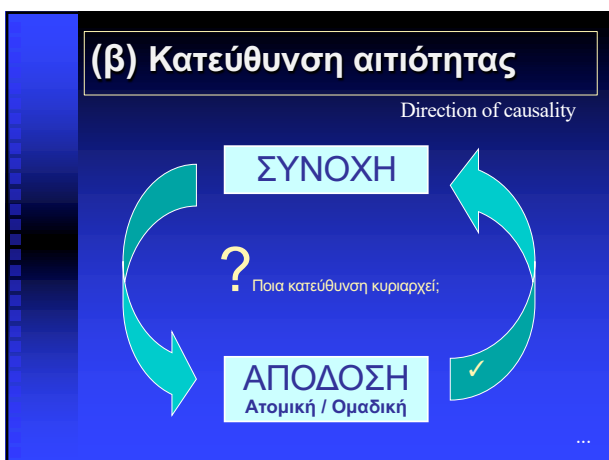 (β) Κατεύθυνση αιτιότητας
Direction of causality
ΣΥΝΟΧΗ
? Ποια κατεύθυνση κυριαρχεί;
ΑΠΟΔΟΣΗ
Ατομική / Ομαδική
✓
...